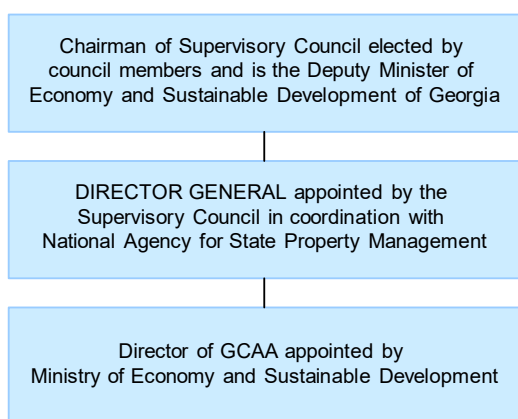 Chairman of Supervisory Council elected by
council members and is the Deputy Minister of
Economy and Sustainable Development of Georgia
DIRECTOR GENERAL appointed by the
Supervisory Council in coordination with
National Agency for State Property Management
Director of GCAA appointed by
Ministry of Economy and Sustainable Development